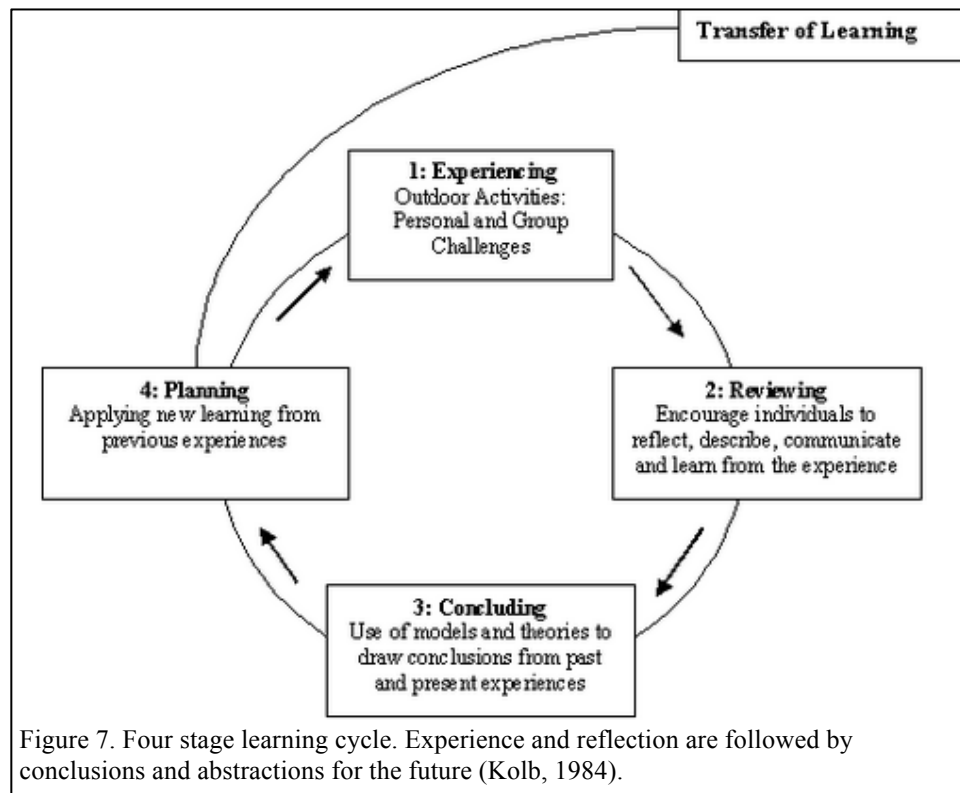 Transfer of Learning
1: Experiencing
Outdoor Activities:
Personal and Group
Challenges
2: Reviewing
Encourage individuals to
reflect, describe, communicate
and learn from the experience
3: Concluding
Use of models and theories to
draw conclusions from past
and present experiences
4: Planning
Applying new learning from
previous experiences
Figure 7. Four stage learning cycle. Experience and reflection are followed by
conclusions and abstractions for the future (Kolb, 1984).